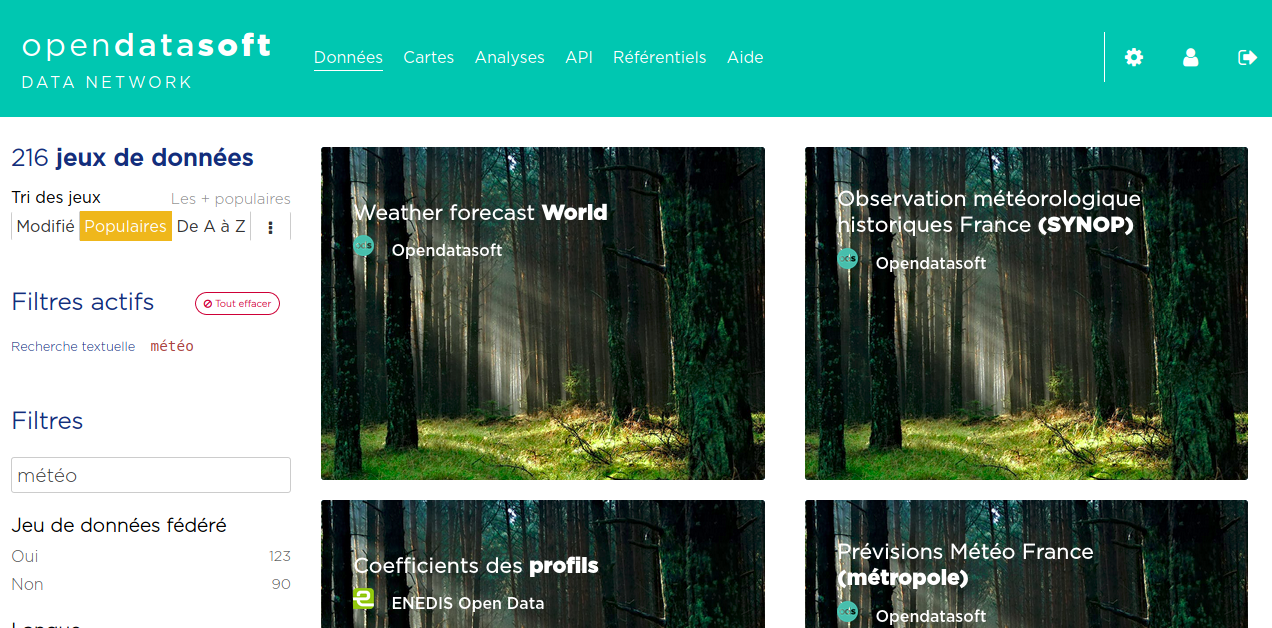 opendatasoft
DATA NETWORK
Données Cartes Analyses API Référentiels Aide
216 jeux de données
Tri des jeux Les + populaires
Modifié Populaires De A à Z
Filtres actifs Tout effacer
Recherche textuelle météo
Filtres
météo
Jeu de données fédéré
Oui 123
Non 90
Weather forecast World
Opendatasoft
Observation météorologique
historiques France (SYNOP)
Opendatasoft
Coefficients des profils
ENEDIS Open Data
Prévisions Météo France
(métropole)
Opendatasoft